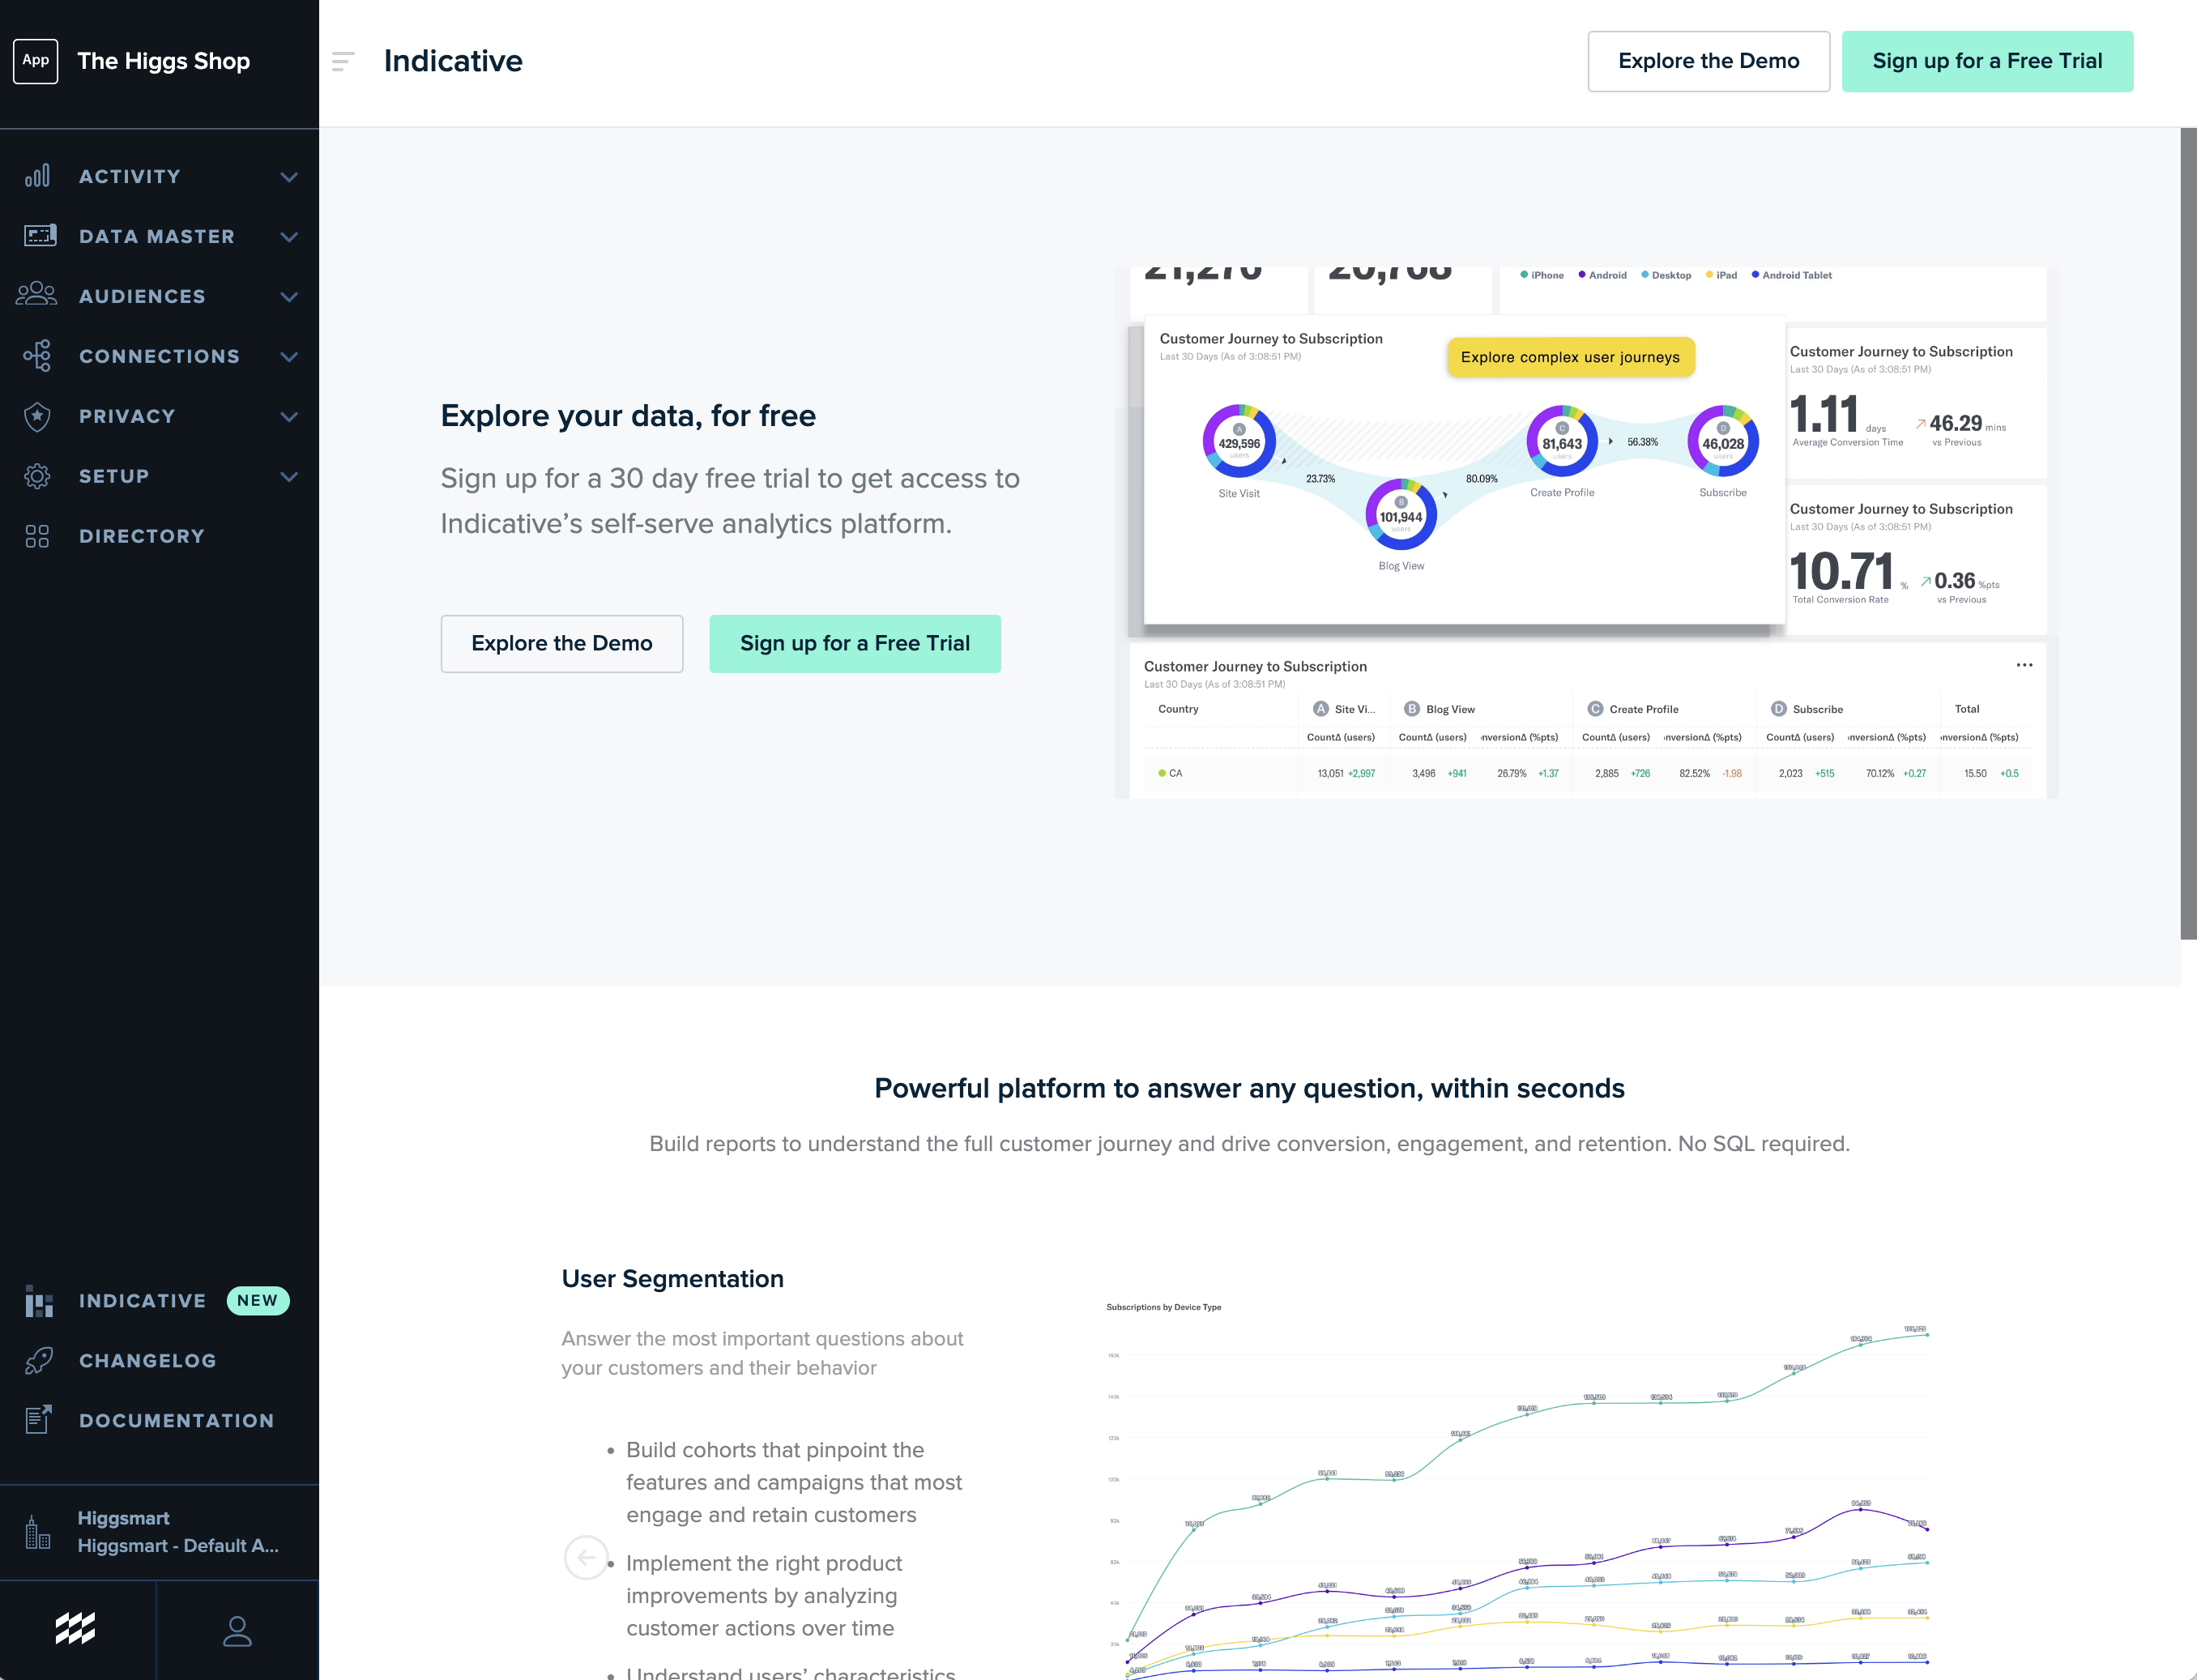 App
The Higgs Shop
ACTIVITY
DATA MASTER
AUDIENCES
CONNECTIONS
PRIVACY
SETUP
DIRECTORY
INDICATIVE NEW
CHANGELOG
DOCUMENTATION
Higgsmart
Higgsmart - Default A...
Indicative
Explore the Demo
Sign up for a Free Trial
Explore your data, for free
Sign up for a 30 day free trial to get access to
Indicative’s self-serve analytics platform.
Explore the Demo
Sign up for a Free Trial
iPhone Android Desktop iPad Android Tablet
Customer Journey to Subscription
Last 30 Days (As of 3:08:51 PM)
Explore complex user journeys
A
429,596
users
Site Visit
23.73%
B
101,944
users
Blog View
80.09%
C
81,643
users
Create Profile
56.38%
D
46,028
users
Subscribe
Customer Journey to Subscription
Last 30 Days (As of 3:08:51 PM)
1.11 days 46.29 mins
Average Conversion Time vs Previous
Customer Journey to Subscription
Last 30 Days (As of 3:08:51 PM)
10.71 % 0.36 %pts
Total Conversion Rate vs Previous
Customer Journey to Subscription
Last 30 Days (As of 3:08:51 PM)
Country A Site Vi... B Blog View C Create Profile D Subscribe Total
CountΔ (users) CountΔ (users) nversionΔ (%pts) CountΔ (users) nversionΔ (%pts) CountΔ (users) nversionΔ (%pts) nversionΔ (%pts)
CA 13,051 +2,997 3,496 +941 26.79% +1.37 2,885 +726 82.52% -1.98 2,023 +515 70.12% +0.27 15.50 +0.5
Powerful platform to answer any question, within seconds
Build reports to understand the full customer journey and drive conversion, engagement, and retention. No SQL required.
User Segmentation
Answer the most important questions about
your customers and their behavior
• Build cohorts that pinpoint the
features and campaigns that most
engage and retain customers
• Implement the right product
improvements by analyzing
customer actions over time
• Understand users’ characteristics
Subscriptions by Device Type